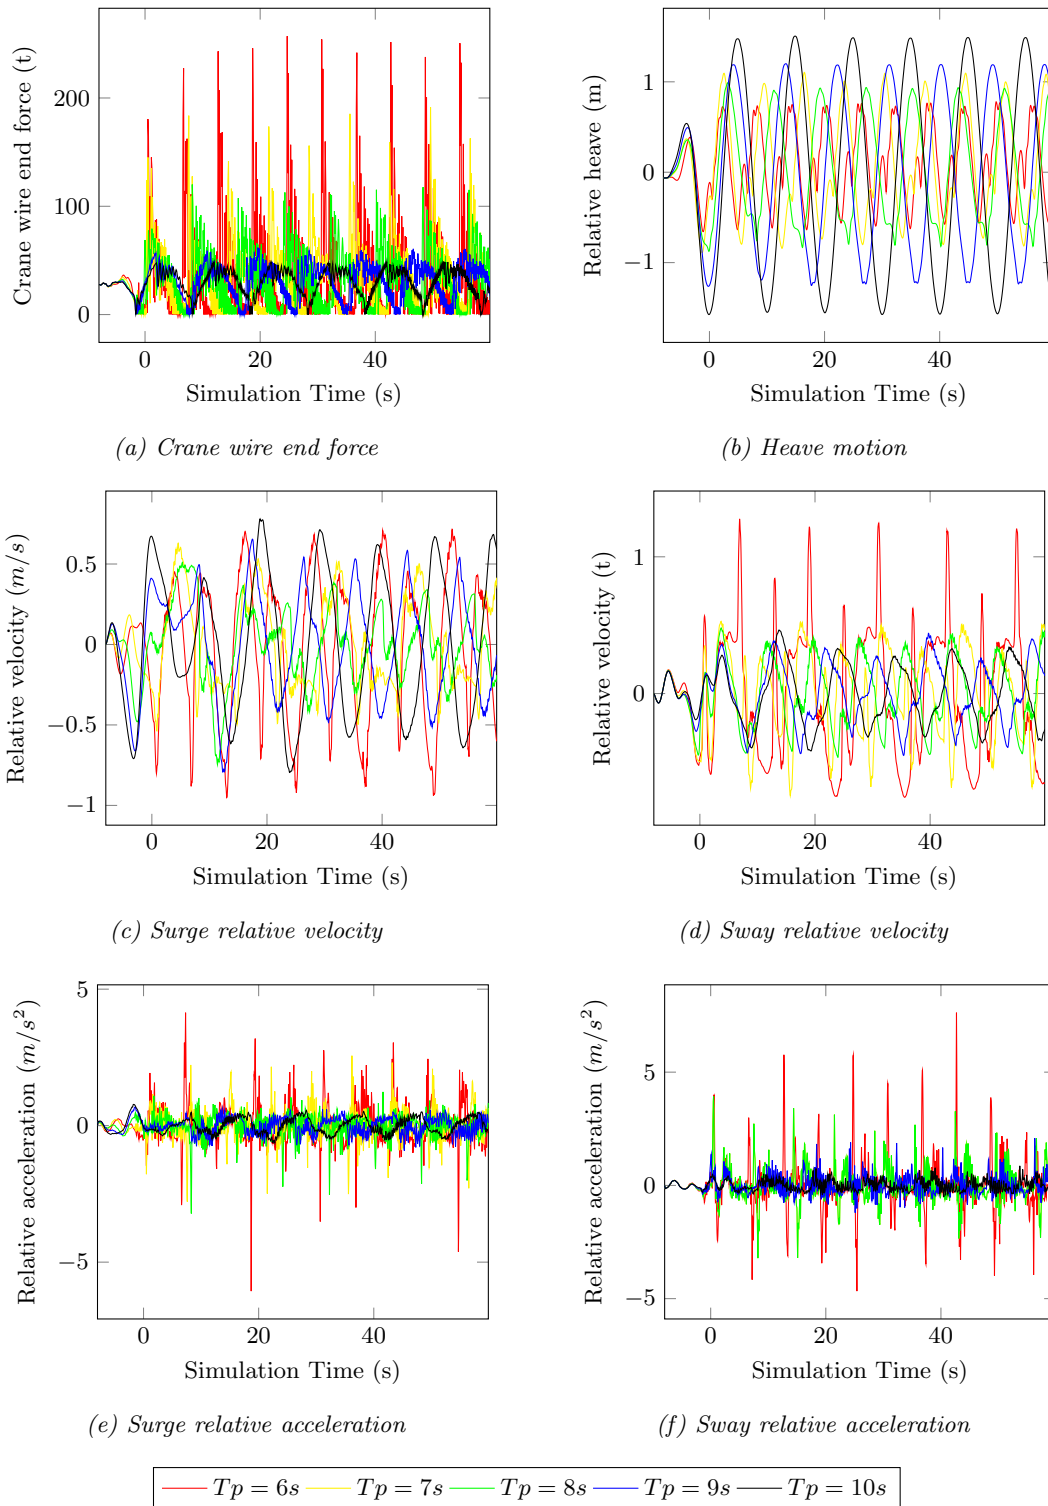 200
100
0
0 20 40
Crane wire end force (t)
Simulation Time (s)
(a) Crane wire end force
1
0
−1
0 20 40
Relative heave (m)
Simulation Time (s)
(b) Heave motion
0.5
0
−0.5
−1
0 20 40
Relative velocity (m/s)
Simulation Time (s)
(c) Surge relative velocity
1
0
0 20 40
Relative velocity (t)
Simulation Time (s)
(d) Sway relative velocity
5
0
−5
0 20 40
Relative acceleration (m/s²)
Simulation Time (s)
(e) Surge relative acceleration
5
0
−5
0 20 40
Relative acceleration (m/s²)
Simulation Time (s)
(f) Sway relative acceleration
Tp = 6s Tp = 7s Tp = 8s Tp = 9s Tp = 10s